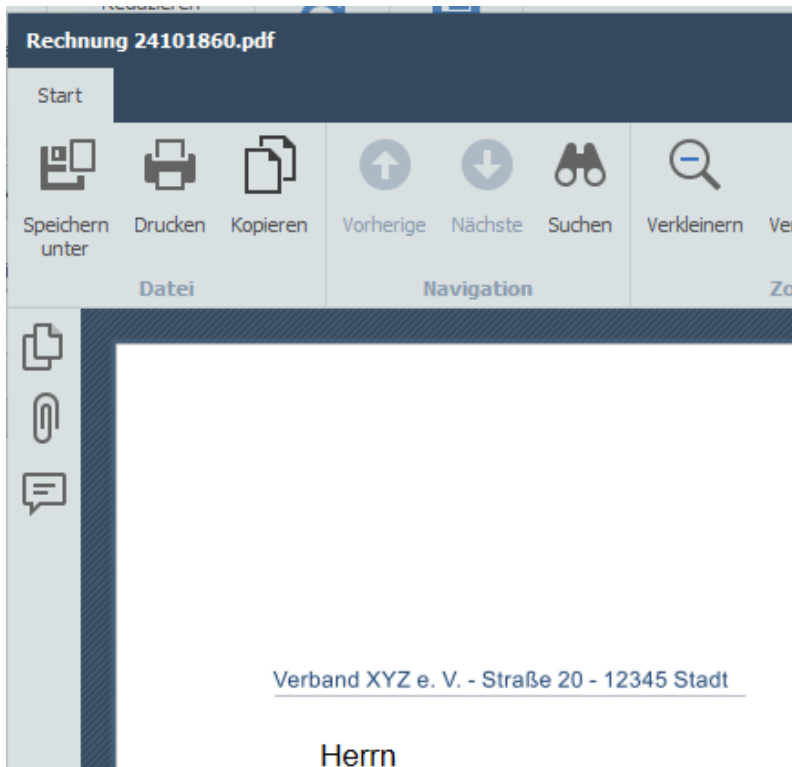 Reduzieren
Rechnung 24101860.pdf
Start
Speichern unter
Drucken
Kopieren
Vorherige
Nächste
Suchen
Verkleinern
Datei
Navigation
Verband XYZ e. V. - Straße 20 - 12345 Stadt
Herrn